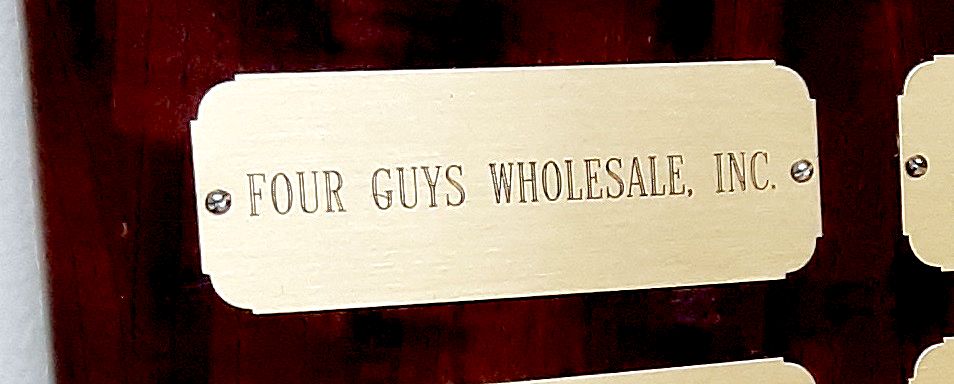 FOUR GUYS WHOLESALE, INC.